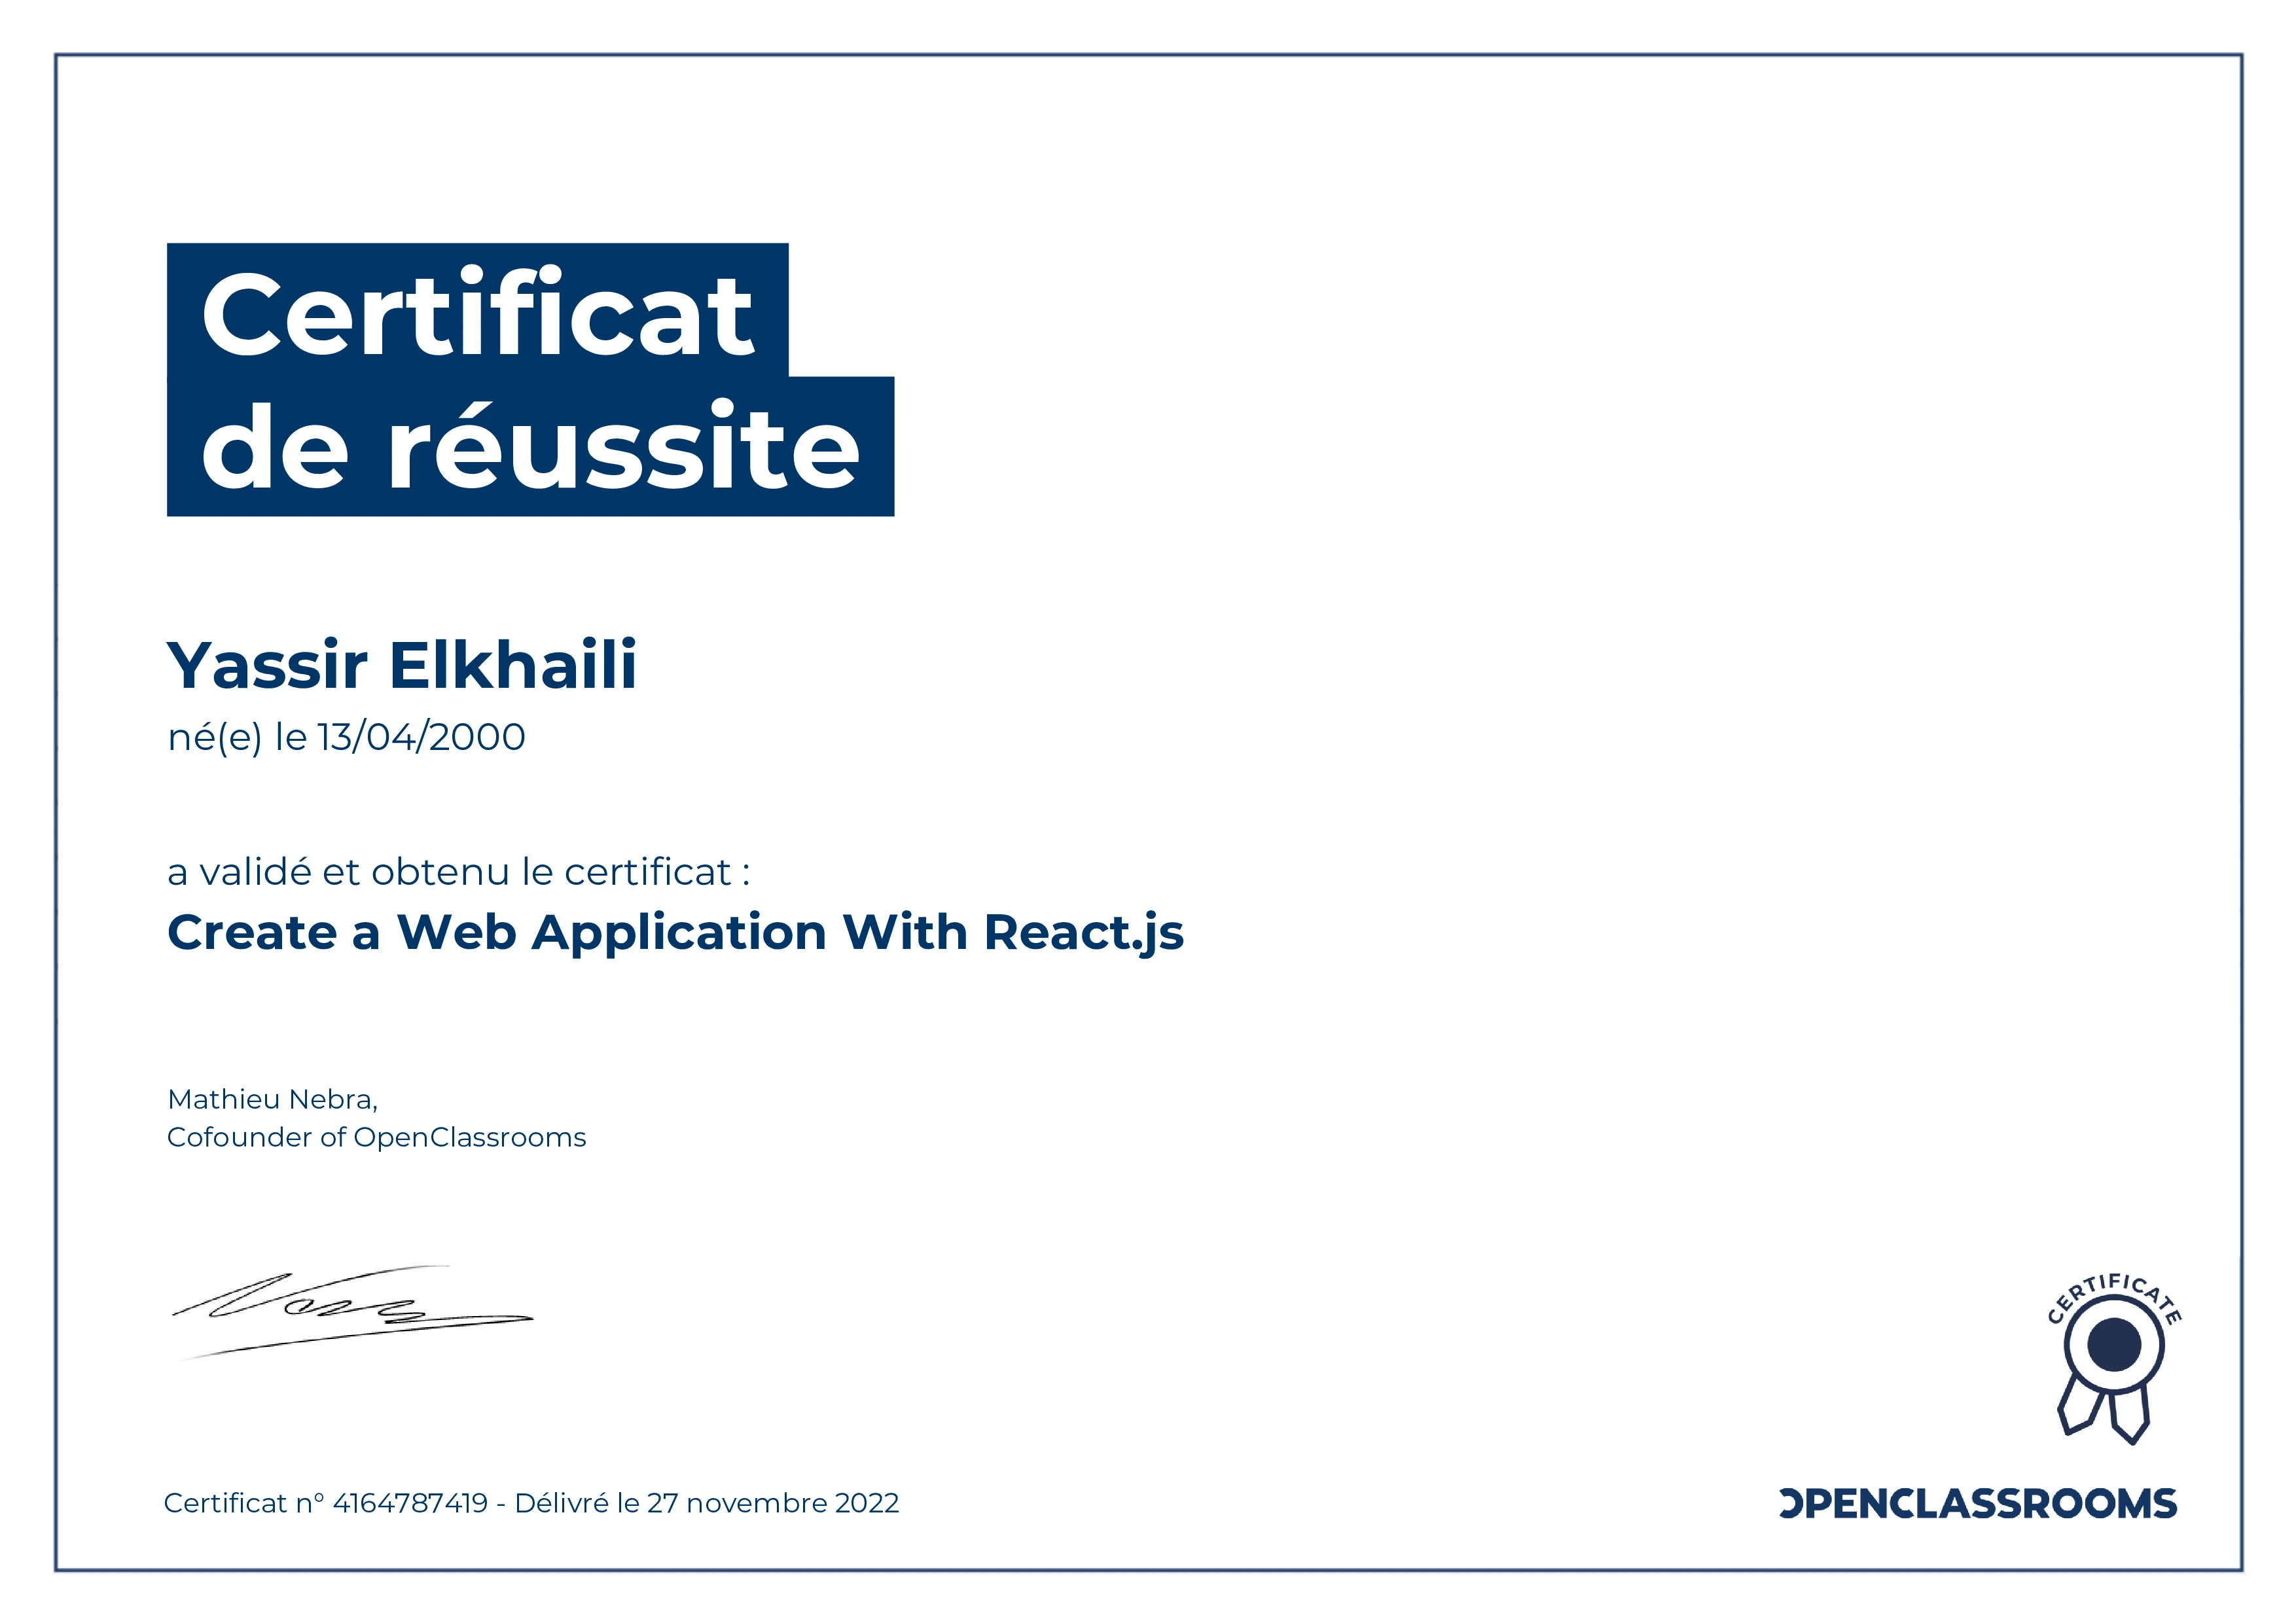 Certificat
de réussite
Yassir Elkhaili
né(e) le 13/04/2000
a validé et obtenu le certificat :
Create a Web Application With React.js
Mathieu Nebra,
Cofounder of OpenClassrooms
CERTIFICATE
Certificat n° 4164787419 - Délivré le 27 novembre 2022
OPENCLASSROOMS